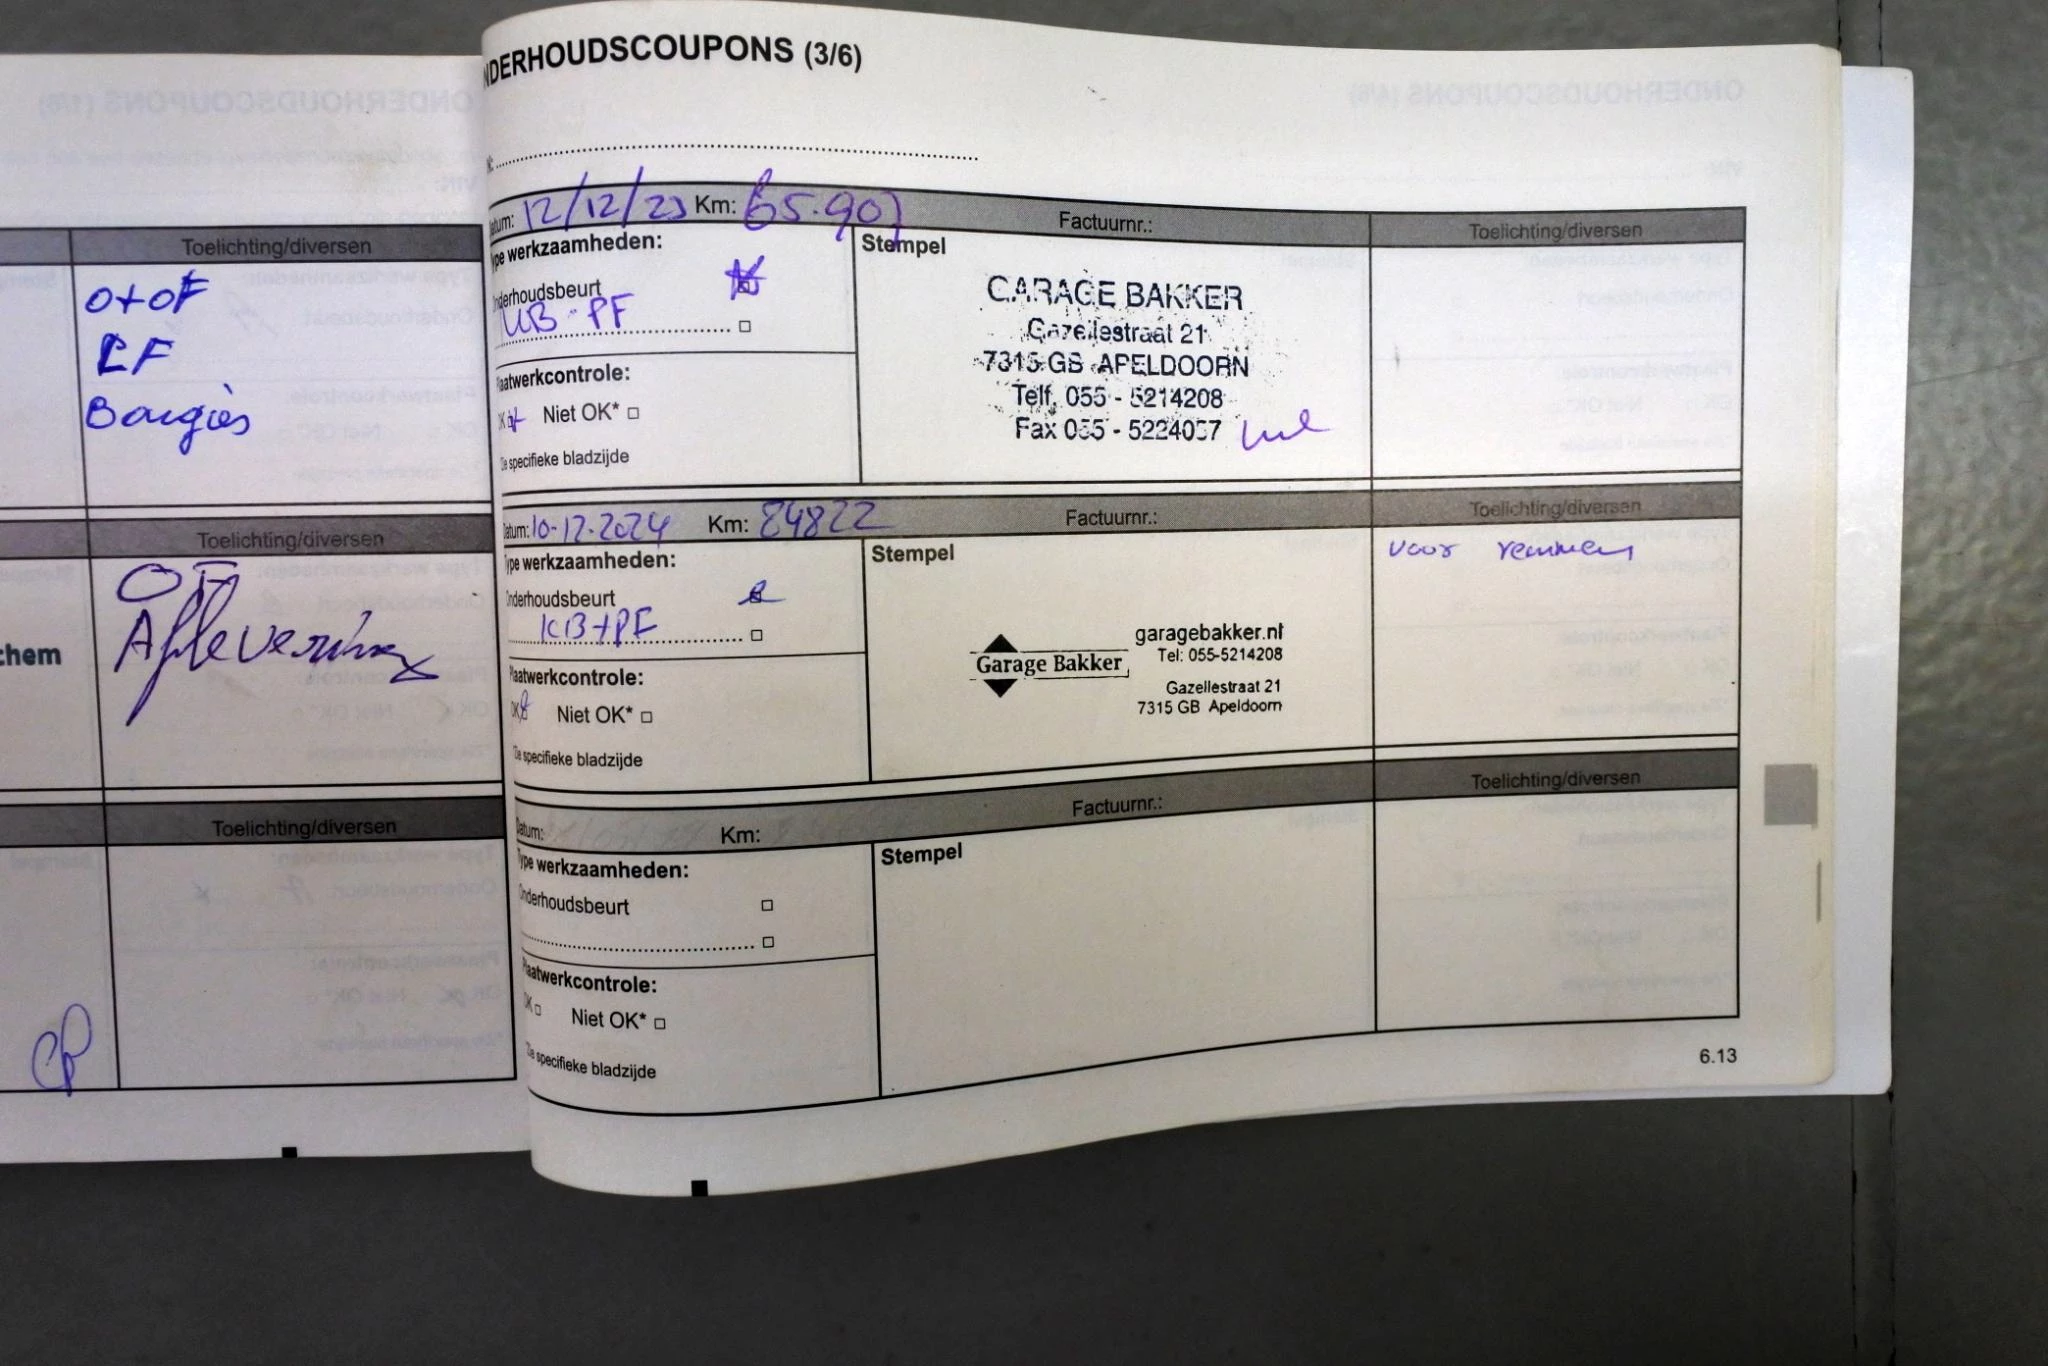 Toelichting/diversen
O+OF
LF
Bougies
Toelichting/diversen
OF
Aflevering
chem
Toelichting/diversen
NDERHOUDSCOUPONS (3/6)
Datum: 12/12/23 Km: 65.907 Factuurnr.: Toelichting/diversen
Type werkzaamheden: Stempel
Onderhoudsbeurt
PF
Plaatwerkcontrole:
OK Niet OK*
*Zie specifieke bladzijde
GARAGE BAKKER
Gazellestraat 21
7315 GB APELDOORN
Telf. 055 - 5214208
Fax 055 - 5224057
Datum: 10-12-2024 Km: 84822 Factuurnr.: Toelichting/diversen
Type werkzaamheden: Stempel
voor remmen
Onderhoudsbeurt
KB+PF
Plaatwerkcontrole:
OK Niet OK*
*Zie specifieke bladzijde
Garage Bakker
garagebakker.nl
Tel: 055-5214208
Gazellestraat 21
7315 GB Apeldoorn
Datum: Km: Factuurnr.: Toelichting/diversen
Type werkzaamheden: Stempel
Onderhoudsbeurt
Plaatwerkcontrole:
OK Niet OK*
*Zie specifieke bladzijde
6.13